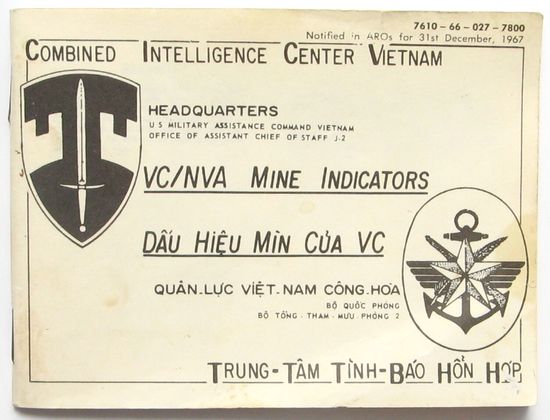 7610-66-027-7800
Notified in AROs for 31st December, 1967
COMBINED INTELLIGENCE CENTER VIETNAM
HEADQUARTERS
U S MILITARY ASSISTANCE COMMAND VIETNAM
OFFICE OF ASSISTANT CHIEF OF STAFF J-2
VC/NVA MINE INDICATORS
DẤU HIỆU MÌN CỦA VC
QUÂN.LỰC VIỆT.NAM CỘNG.HOÀ
BỘ QUỐC PHÒNG
BỘ TỔNG-THAM-MƯU-PHÒNG 2
TRUNG-TÂM TÌNH-BÁO HỖN HỢP